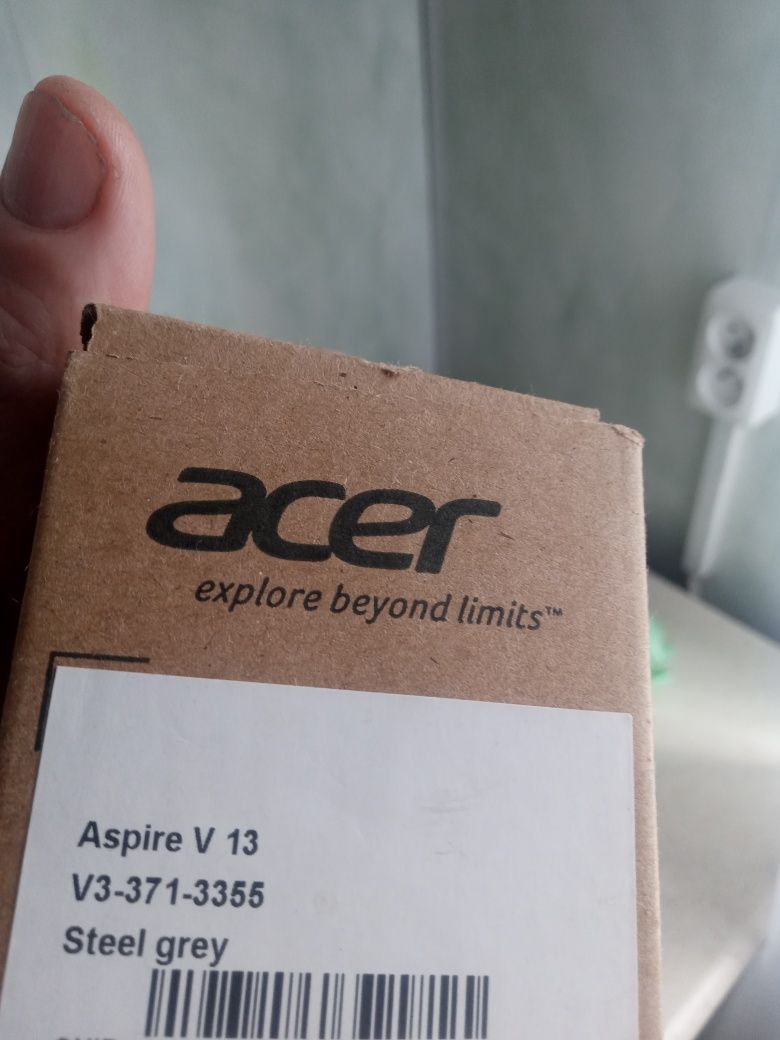 acer
explore beyond limits™
Aspire V 13
V3-371-3355
Steel grey